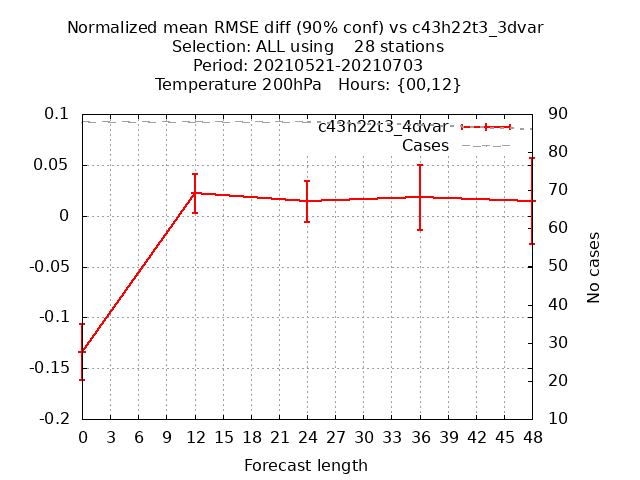 Normalized mean RMSE diff (90% conf) vs c43h22t3_3dvar
Selection: ALL using    28 stations
Period: 20210521-20210703
Temperature 200hPa   Hours: {00,12}
0.1
0.05
0
-0.05
-0.1
-0.15
-0.2
c43h22t3_4dvar
Cases
90
80
70
60
50
40
30
20
10
No cases
0 3 6 9 12 15 18 21 24 27 30 33 36 39 42 45 48
Forecast length